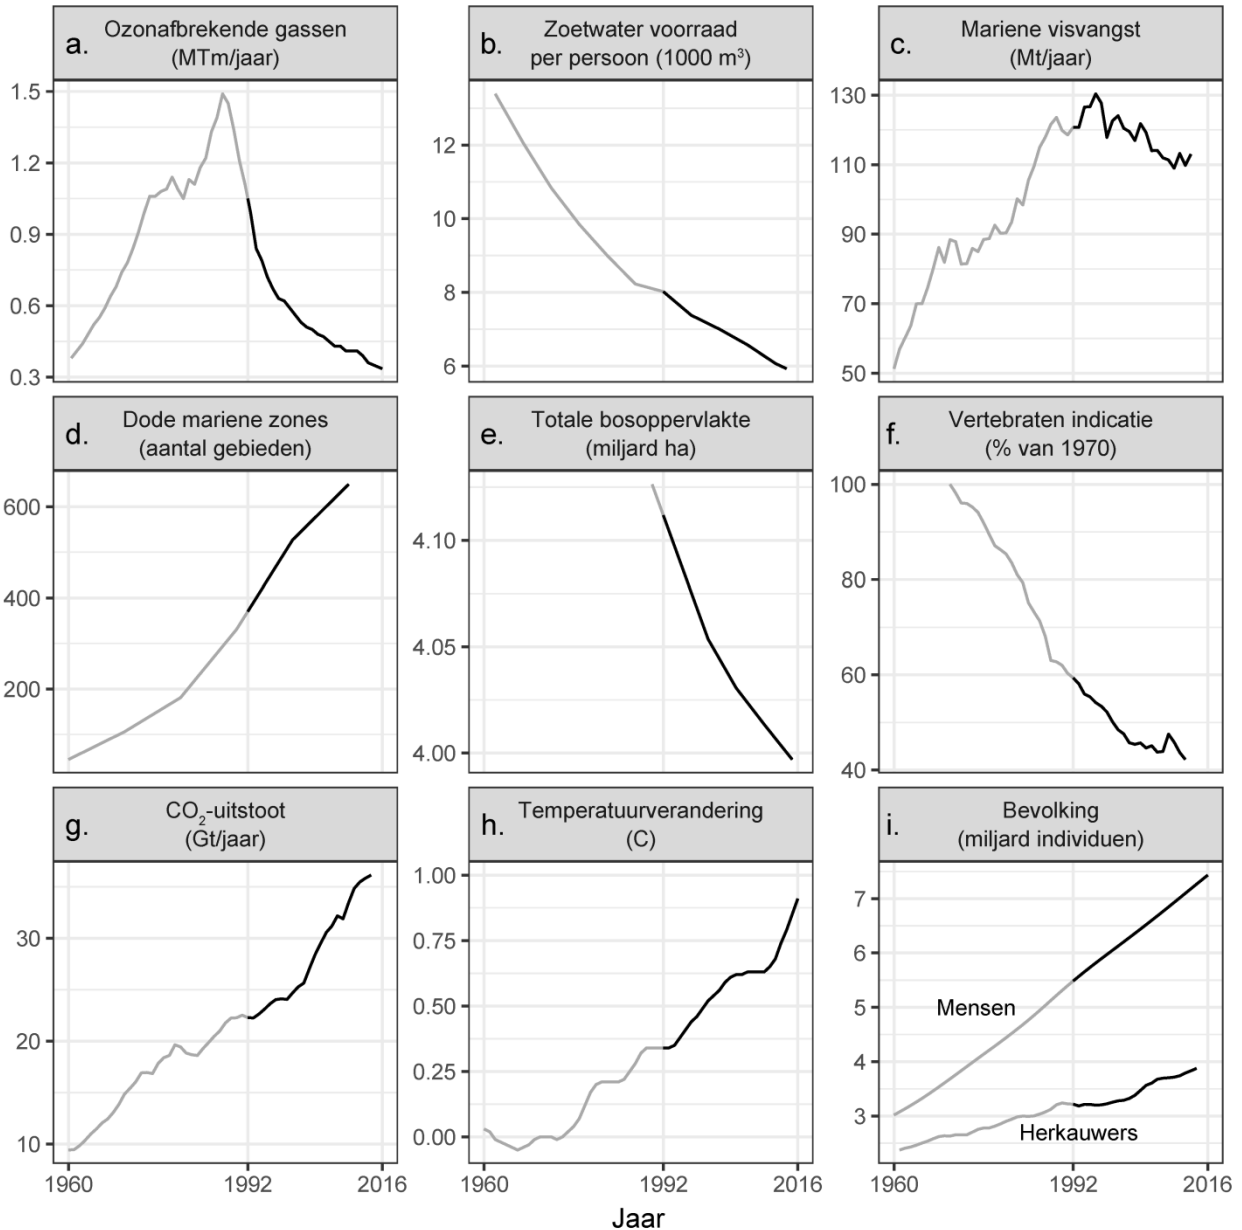 a.
Ozonafbrekende gassen
(MTm/jaar)
b.
Zoetwater voorraad
per persoon (1000 m³)
c.
Mariene visvangst
(Mt/jaar)
1.5
1.2
0.9
0.6
0.3
12
10
8
6
130
110
90
70
50
d.
Dode mariene zones
(aantal gebieden)
e.
Totale bosoppervlakte
(miljard ha)
f.
Vertebraten indicatie
(% van 1970)
600
400
200
4.10
4.05
4.00
100
80
60
40
g.
CO₂-uitstoot
(Gt/jaar)
h.
Temperatuurverandering
(C)
i.
Bevolking
(miljard individuen)
30
20
10
1.00
0.75
0.50
0.25
0.00
7
6
5
4
3
Mensen
Herkauwers
1960 1992 2016
1960 1992 2016
1960 1992 2016
Jaar